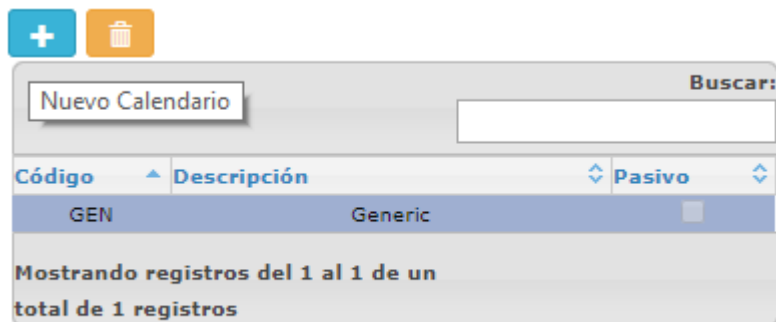 Buscar:
Nuevo Calendario
Código Descripción Pasivo
GEN Generic
Mostrando registros del 1 al 1 de un
total de 1 registros